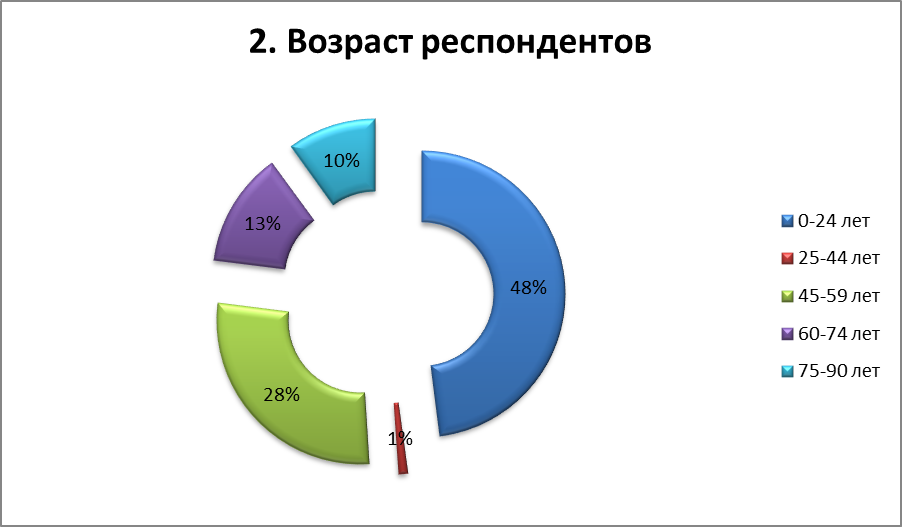 2. Возраст респондентов
10%
13%
48%
28%
1%
0-24 лет
25-44 лет
45-59 лет
60-74 лет
75-90 лет